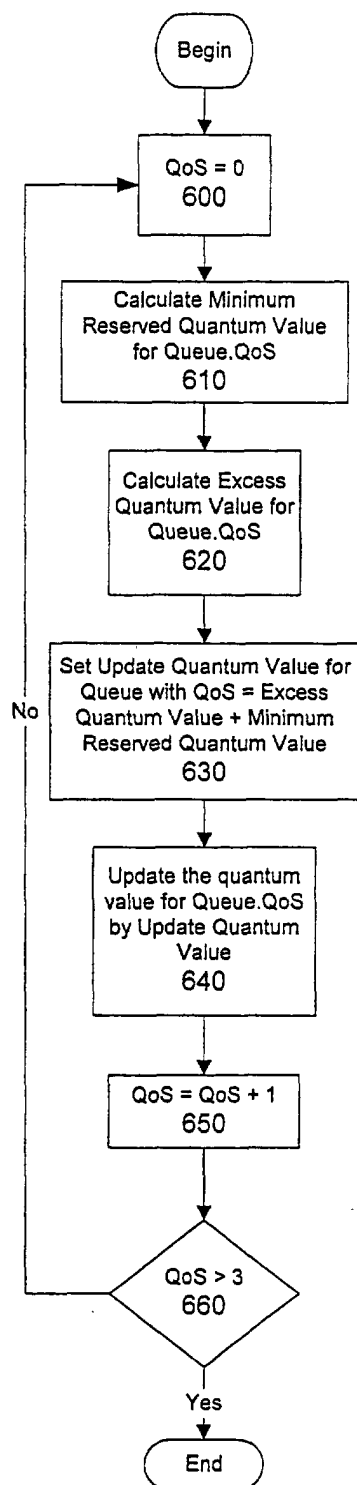 Begin
QoS = 0
600
Calculate Minimum
Reserved Quantum Value
for Queue.QoS
610
Calculate Excess
Quantum Value for
Queue.QoS
620
Set Update Quantum Value for
Queue with QoS = Excess
Quantum Value + Minimum
Reserved Quantum Value
630
No
Update the quantum
value for Queue.QoS
by Update Quantum
Value
640
QoS = QoS + 1
650
QoS > 3
660
Yes
End